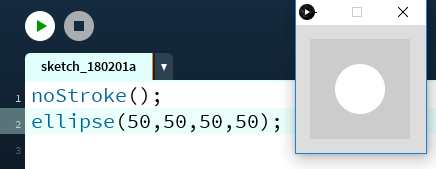 sketch_180201a
1 noStroke();
2 ellipse(50,50,50,50);
3